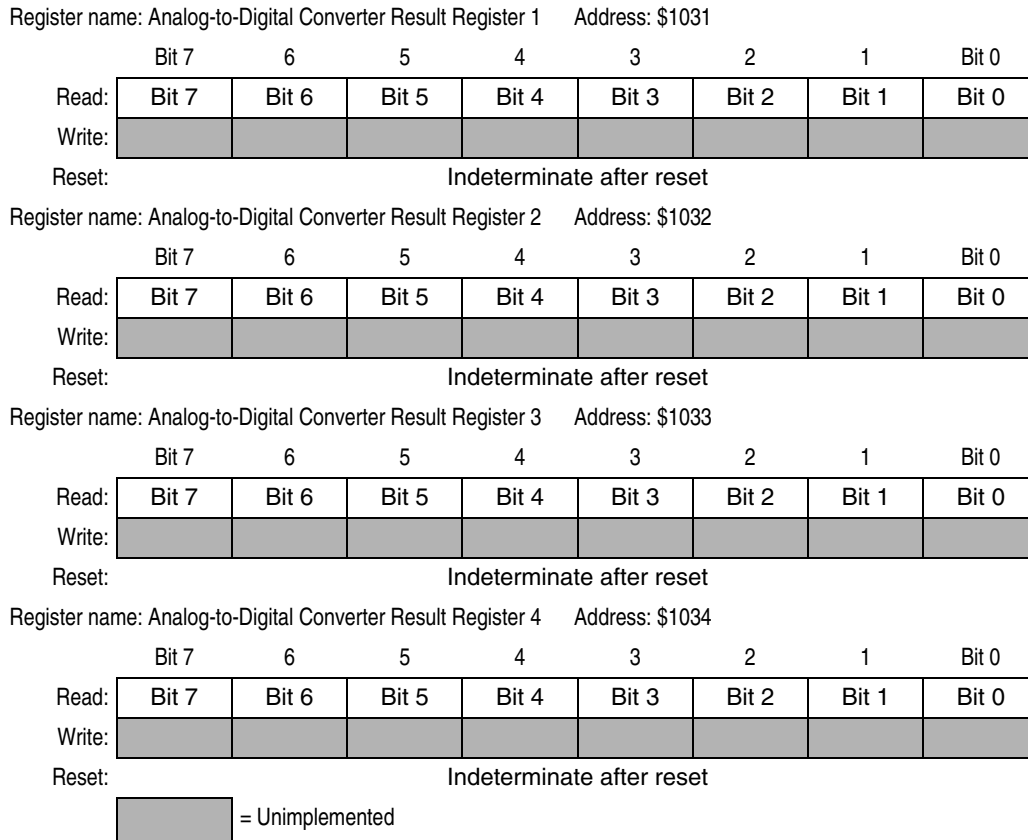 Register name: Analog-to-Digital Converter Result Register 1 Address: $1031
Bit 7 6 5 4 3 2 1 Bit 0
Read: Bit 7 Bit 6 Bit 5 Bit 4 Bit 3 Bit 2 Bit 1 Bit 0
Write:
Reset: Indeterminate after reset
Register name: Analog-to-Digital Converter Result Register 2 Address: $1032
Bit 7 6 5 4 3 2 1 Bit 0
Read: Bit 7 Bit 6 Bit 5 Bit 4 Bit 3 Bit 2 Bit 1 Bit 0
Write:
Reset: Indeterminate after reset
Register name: Analog-to-Digital Converter Result Register 3 Address: $1033
Bit 7 6 5 4 3 2 1 Bit 0
Read: Bit 7 Bit 6 Bit 5 Bit 4 Bit 3 Bit 2 Bit 1 Bit 0
Write:
Reset: Indeterminate after reset
Register name: Analog-to-Digital Converter Result Register 4 Address: $1034
Bit 7 6 5 4 3 2 1 Bit 0
Read: Bit 7 Bit 6 Bit 5 Bit 4 Bit 3 Bit 2 Bit 1 Bit 0
Write:
Reset: Indeterminate after reset
= Unimplemented